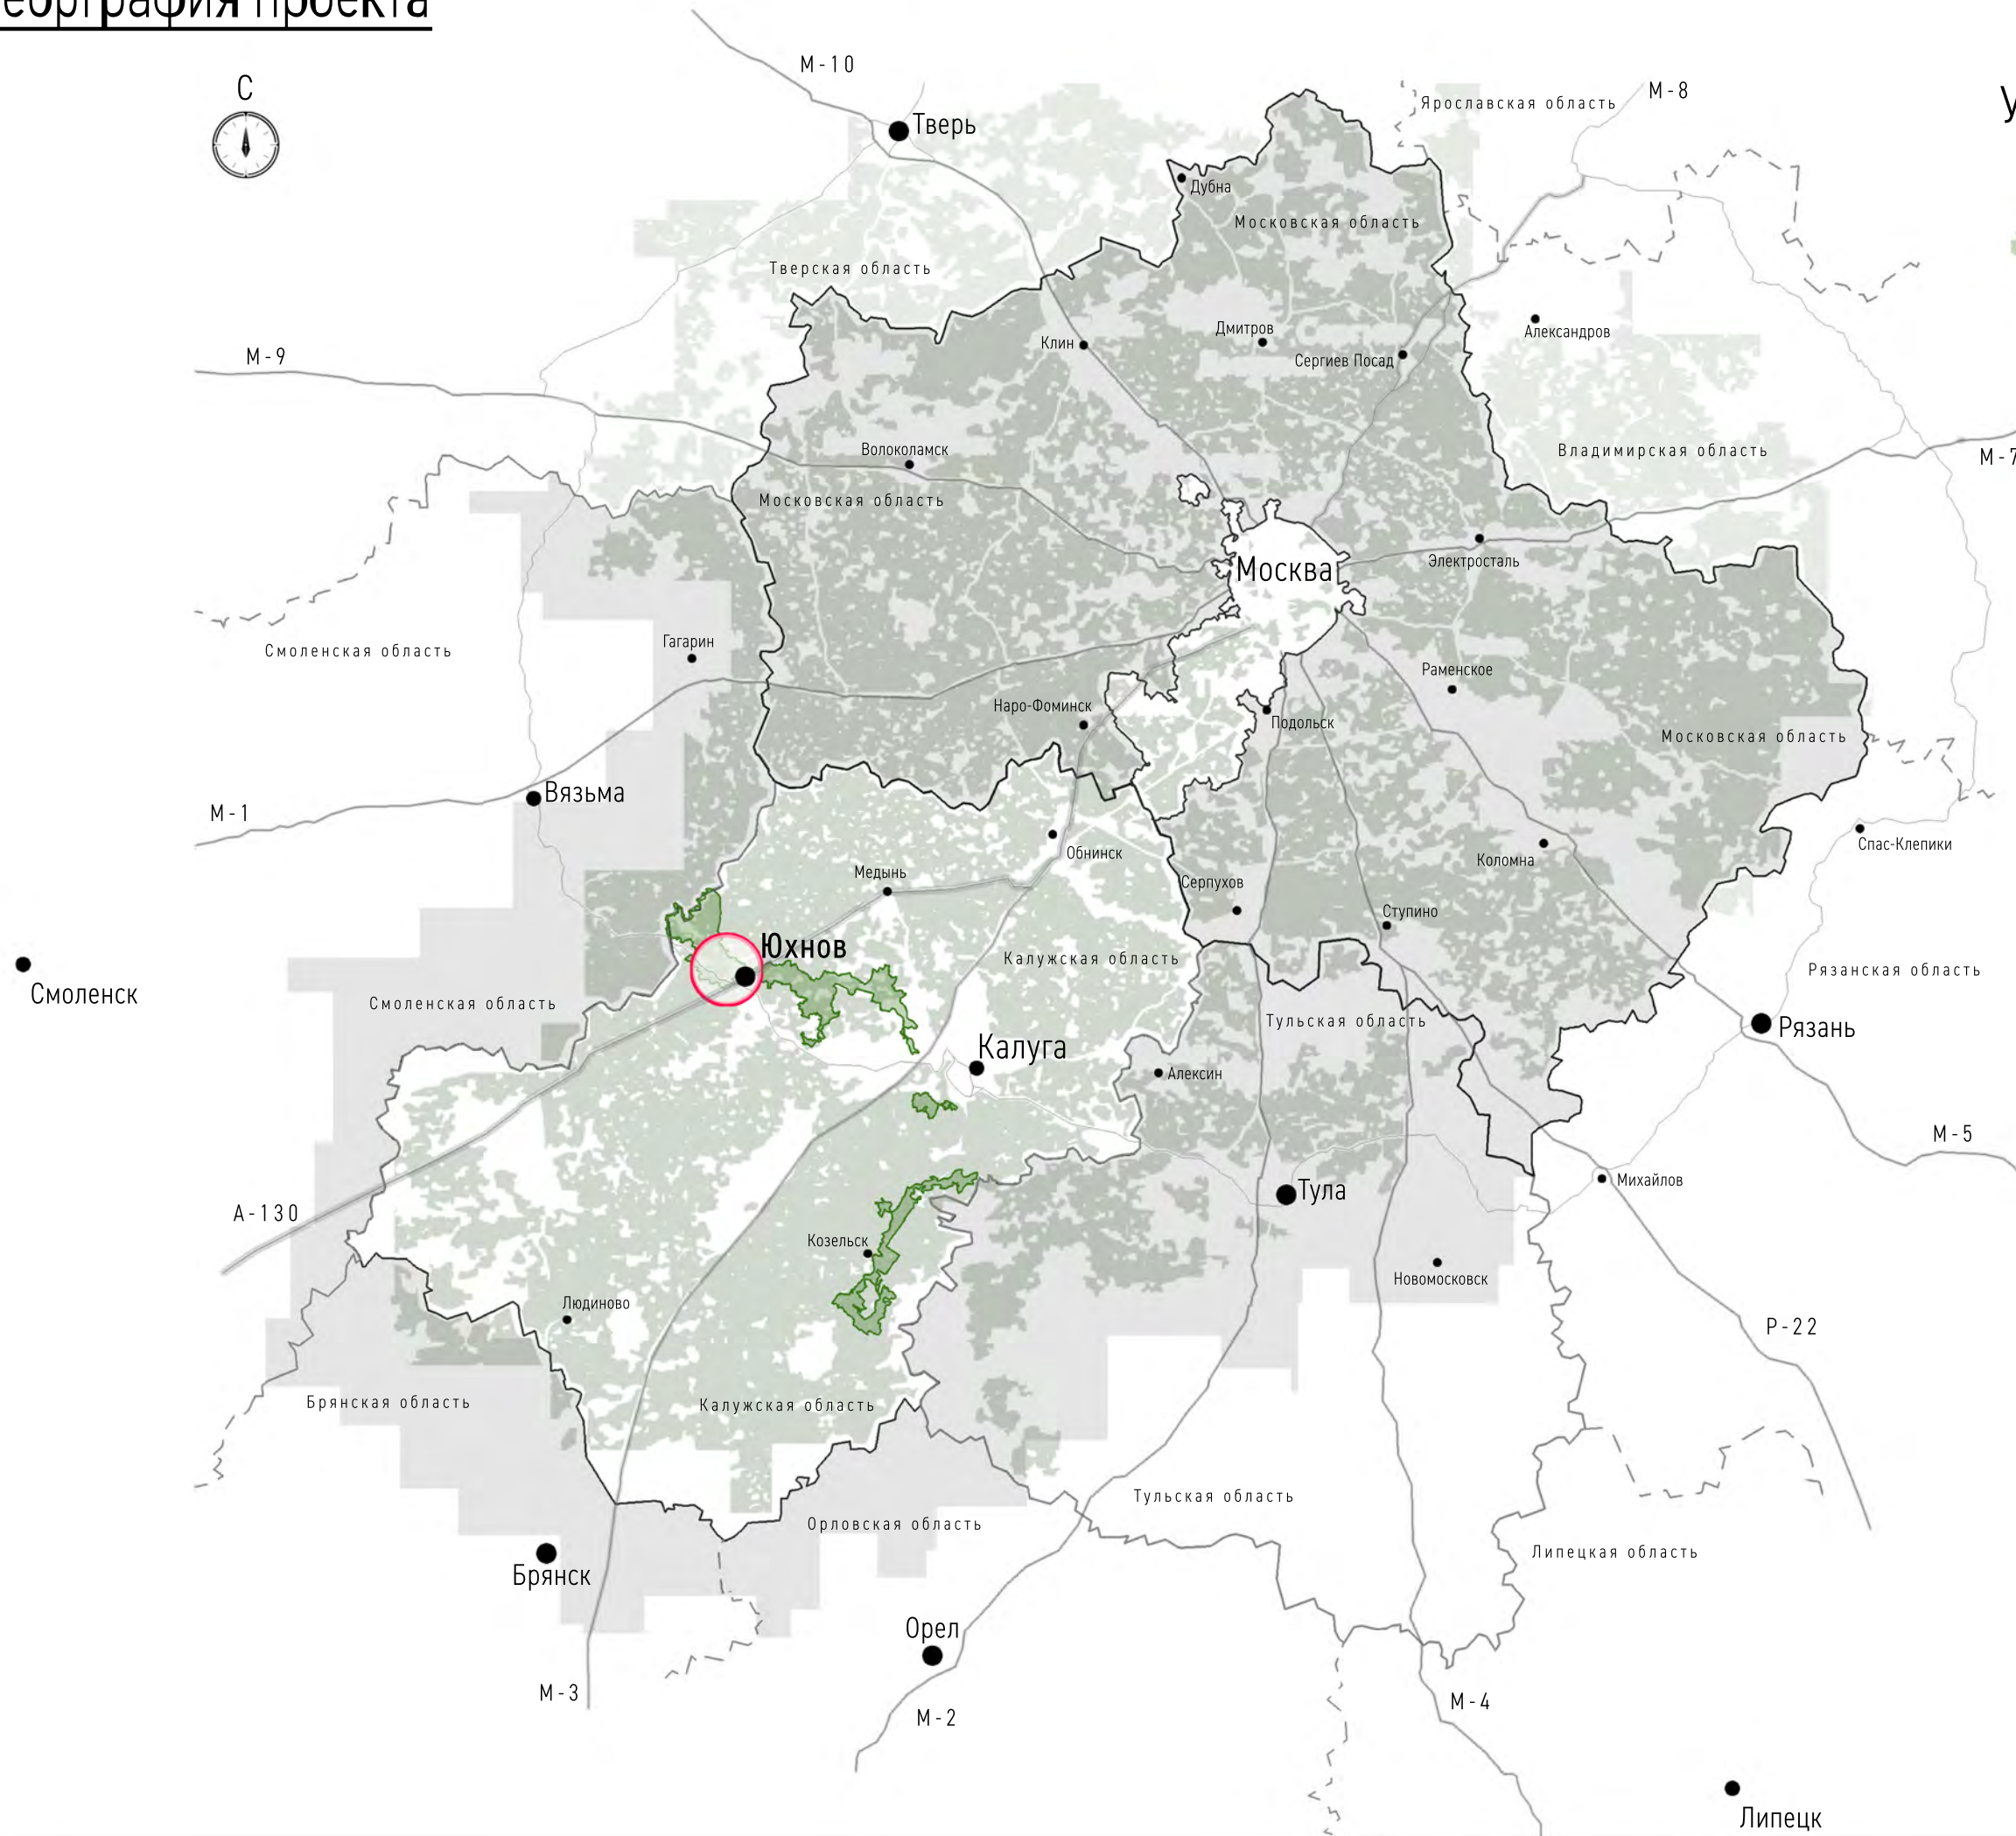 еография проекта
С
М-10
Тверь
Ярославская область
М-8
У
Дубна
Московская область
Тверская область
Клин
Дмитров
Сергиев Посад
Александров
М-9
Волоколамск
Московская область
Владимирская область
М-7
Москва
Электросталь
Смоленская область
Гагарин
Раменское
Наро-Фоминск
Подольск
Московская область
Вязьма
М-1
Обнинск
Медынь
Коломна
Спас-Клепики
Серпухов
Ступино
Юхнов
Калужская область
Рязанская область
Смоленск
Смоленская область
Тульская область
Рязань
Калуга
Алексин
М-5
Михайлов
Тула
А-130
Козельск
Новомосковск
Людиново
Р-22
Брянская область
Калужская область
Тульская область
Орловская область
Липецкая область
Брянск
Орел
М-3
М-2
М-4
Липецк